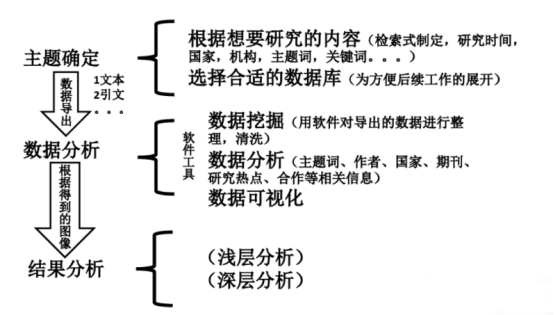 根据想要研究的内容（检索式制定，研究时间，
国家，机构，主题词，关键词。。。）
主题确定
选择合适的数据库（为方便后续工作的展开）
数据导出
1文本
2引文
。。。
数据挖掘（用软件对导出的数据进行整
理，清洗）
数据分析
软件工具
数据分析（主题词、作者、国家、期刊、
研究热点、合作等相关信息）
数据可视化
根据得到的图像
结果分析
（浅层分析）
（深层分析）